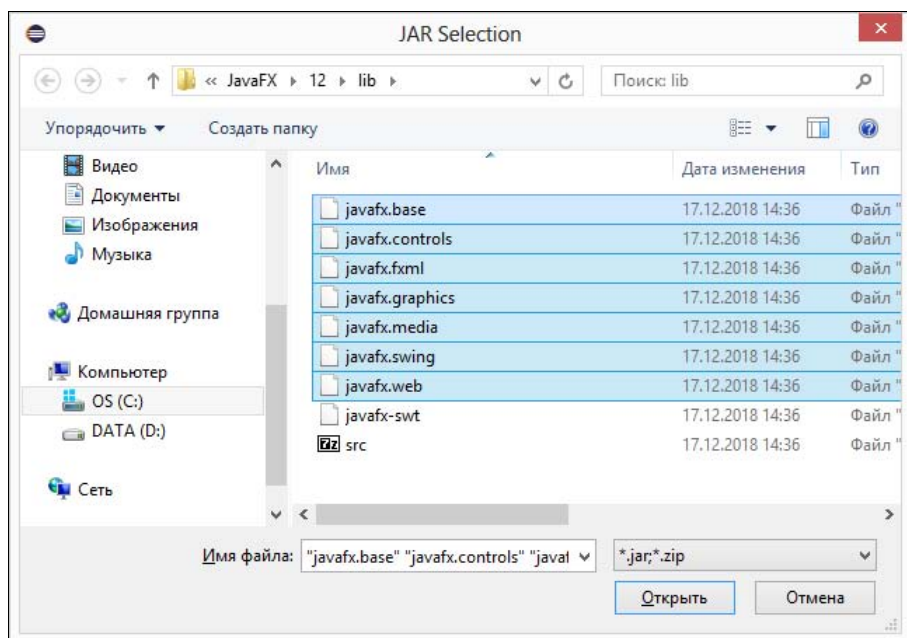 JAR Selection
« JavaFX ▸ 12 ▸ lib ▸
Поиск: lib
Упорядочить ▾ Создать папку
Видео
Документы
Изображения
Музыка
Домашняя группа
Компьютер
OS (C:)
DATA (D:)
Сеть
Имя Дата изменения Тип
javafx.base 17.12.2018 14:36 Файл "
javafx.controls 17.12.2018 14:36 Файл "
javafx.fxml 17.12.2018 14:36 Файл "
javafx.graphics 17.12.2018 14:36 Файл "
javafx.media 17.12.2018 14:36 Файл "
javafx.swing 17.12.2018 14:36 Файл "
javafx.web 17.12.2018 14:36 Файл "
javafx-swt 17.12.2018 14:36 Файл "
7z src 17.12.2018 14:36 Файл "
Имя файла: "javafx.base" "javafx.controls" "javaf
*.jar;*.zip
Открыть Отмена